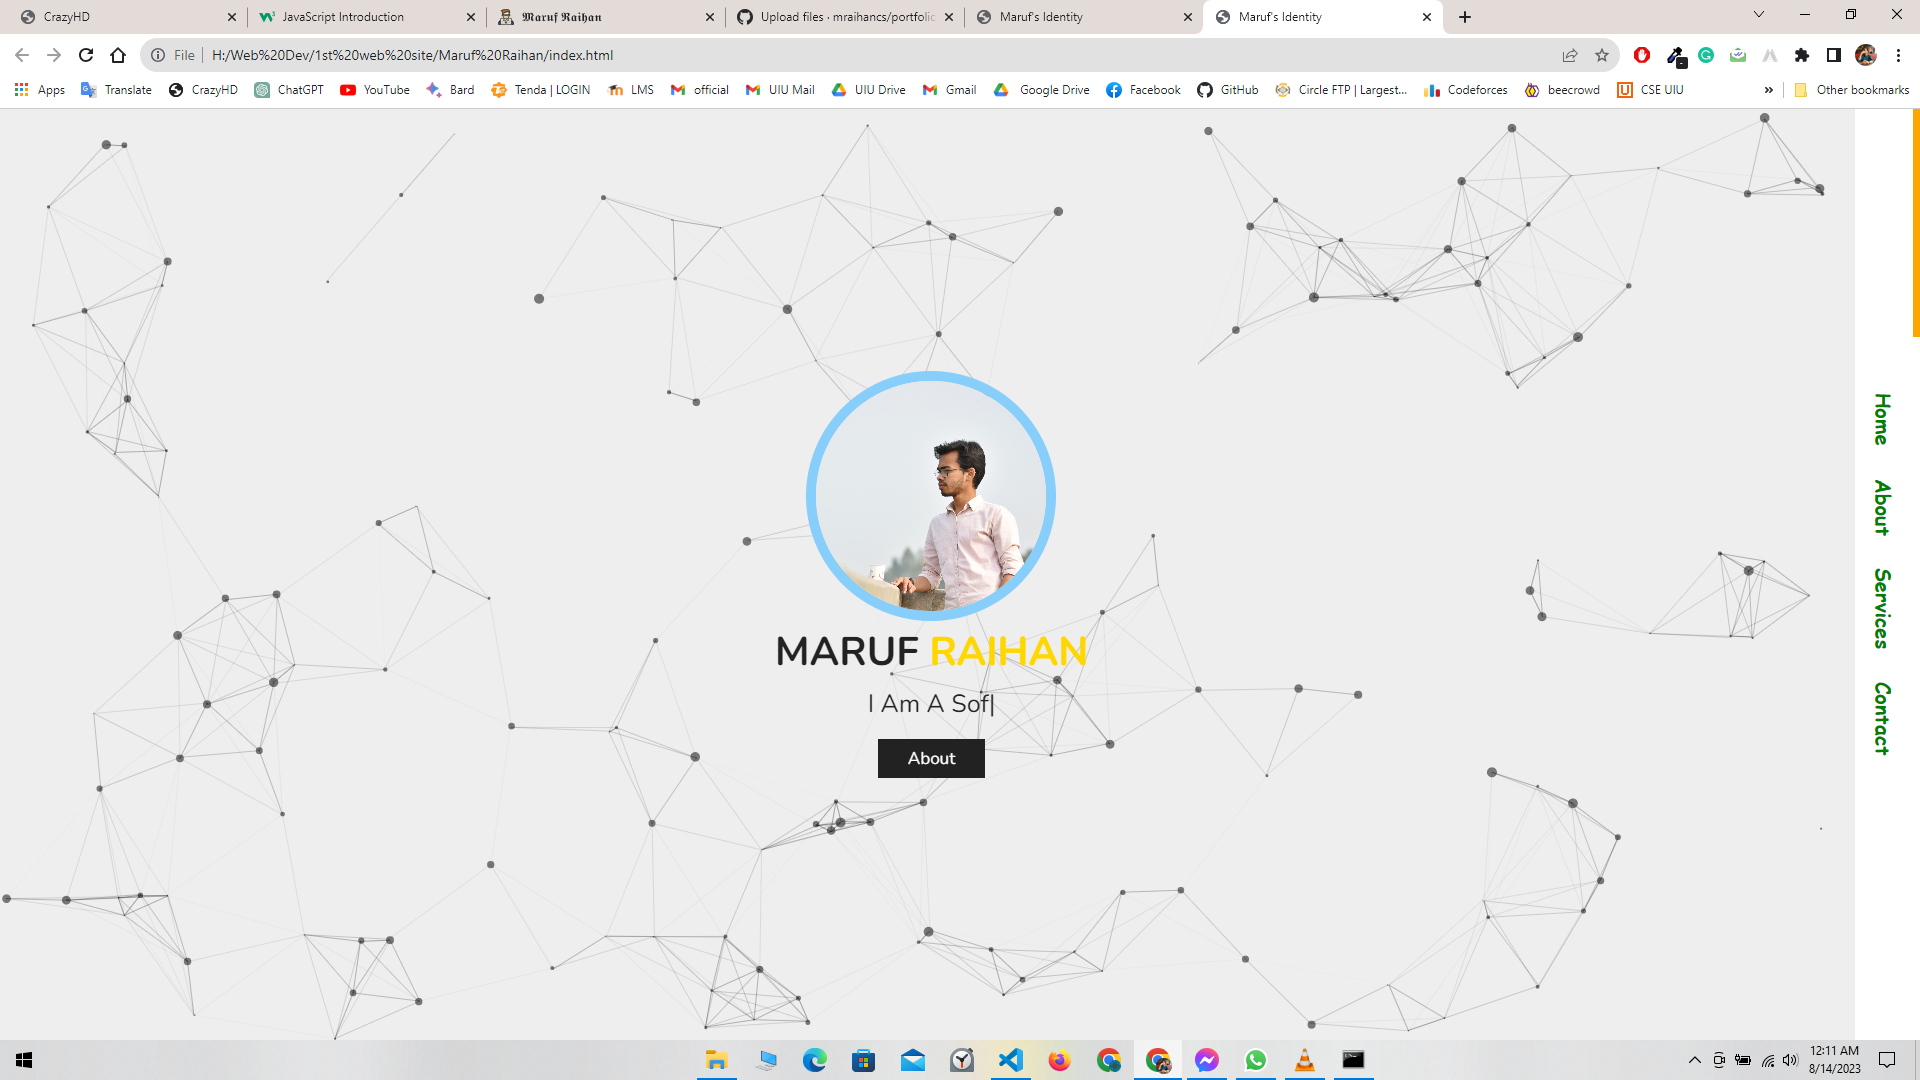 CrazyHD
JavaScript Introduction
𝕸𝖆𝖗𝖚𝖋 𝕽𝖆𝖎𝖍𝖆𝖓
Upload files · mraihancs/portfolic
Maruf's Identity
Maruf's Identity
File
H:/Web%20Dev/1st%20web%20site/Maruf%20Raihan/index.html
Apps
Translate
CrazyHD
ChatGPT
YouTube
Bard
Tenda | LOGIN
LMS
official
UIU Mail
UIU Drive
Gmail
Google Drive
Facebook
GitHub
Circle FTP | Largest...
Codeforces
beecrowd
CSE UIU
»
Other bookmarks
Home
About
Services
Contact
MARUF RAIHAN
I Am A Sof|
About
12:11 AM
8/14/2023